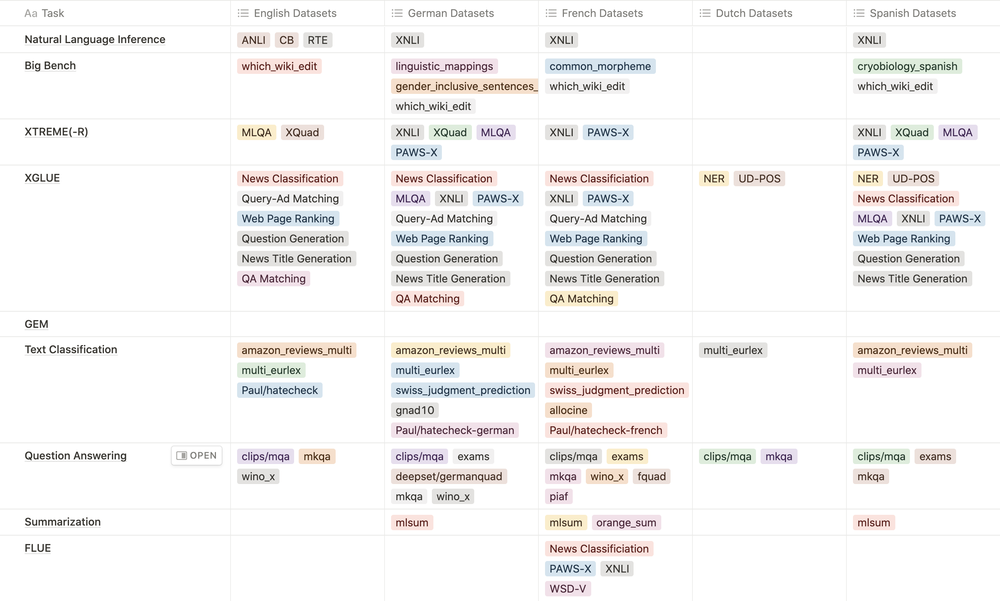 Aa Task English Datasets German Datasets French Datasets Dutch Datasets Spanish Datasets
Natural Language Inference
ANLI CB RTE
XNLI
XNLI
XNLI
Big Bench
which_wiki_edit
linguistic_mappings
gender_inclusive_sentences_
which_wiki_edit
common_morpheme
which_wiki_edit
cryobiology_spanish
which_wiki_edit
XTREME(-R)
MLQA XQuad
XNLI XQuad MLQA
PAWS-X
XNLI PAWS-X
XNLI XQuad MLQA
PAWS-X
XGLUE
News Classification
Query-Ad Matching
Web Page Ranking
Question Generation
News Title Generation
QA Matching
News Classification
MLQA XNLI PAWS-X
Query-Ad Matching
Web Page Ranking
Question Generation
News Title Generation
QA Matching
News Classificiation
XNLI PAWS-X
Query-Ad Matching
Web Page Ranking
Question Generation
News Title Generation
QA Matching
NER UD-POS
NER UD-POS
News Classification
MLQA XNLI PAWS-X
Web Page Ranking
Question Generation
News Title Generation
GEM
Text Classification
amazon_reviews_multi
multi_eurlex
Paul/hatecheck
amazon_reviews_multi
multi_eurlex
swiss_judgment_prediction
gnad10
Paul/hatecheck-german
amazon_reviews_multi
multi_eurlex
swiss_judgment_prediction
allocine
Paul/hatecheck-french
multi_eurlex
amazon_reviews_multi
multi_eurlex
Question Answering OPEN
clips/mqa mkqa
wino_x
clips/mqa exams
deepset/germanquad
mkqa wino_x
clips/mqa exams
mkqa wino_x fquad
piaf
clips/mqa mkqa
clips/mqa exams
mkqa
Summarization
mlsum
mlsum orange_sum
mlsum
FLUE
News Classificiation
PAWS-X XNLI
WSD-V